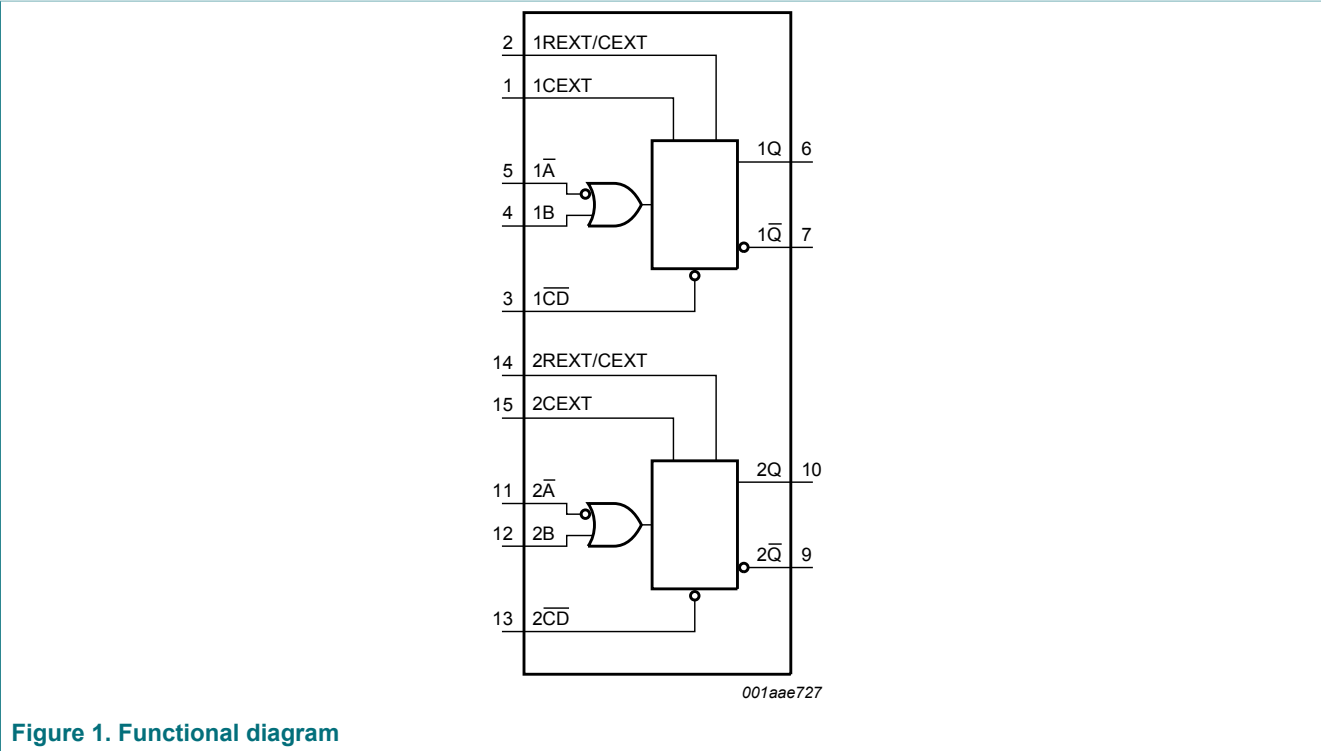 2 1REXT/CEXT
1 1CEXT
1Q 6
5 1A̅
4 1B
1Q̅ 7
3 1C̅D̅
14 2REXT/CEXT
15 2CEXT
2Q 10
11 2A̅
12 2B
2Q̅ 9
13 2C̅D̅
001aae727
Figure 1. Functional diagram